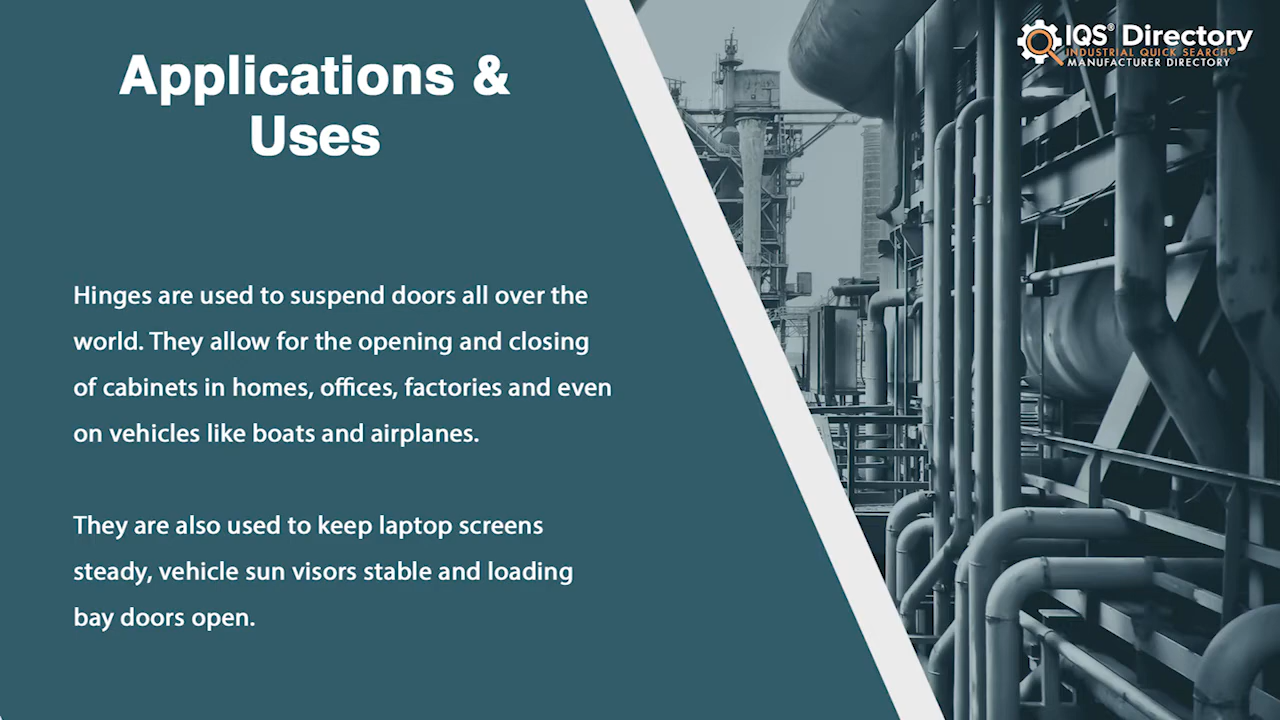 Applications &
Uses
IQS® Directory
INDUSTRIAL QUICK SEARCH®
MANUFACTURER DIRECTORY
Hinges are used to suspend doors all over the
world. They allow for the opening and closing
of cabinets in homes, offices, factories and even
on vehicles like boats and airplanes.
They are also used to keep laptop screens
steady, vehicle sun visors stable and loading
bay doors open.